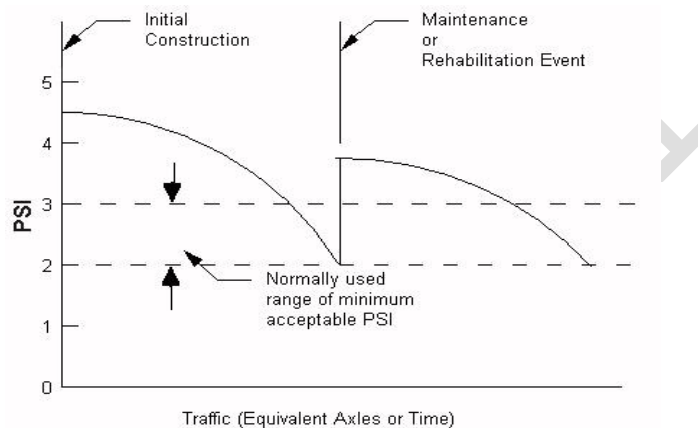 Initial
Construction
Maintenance
or
Rehabilitation Event
5
4
3
2
1
0
PSI
Normally used
range of minimum
acceptable PSI
Traffic (Equivalent Axles or Time)